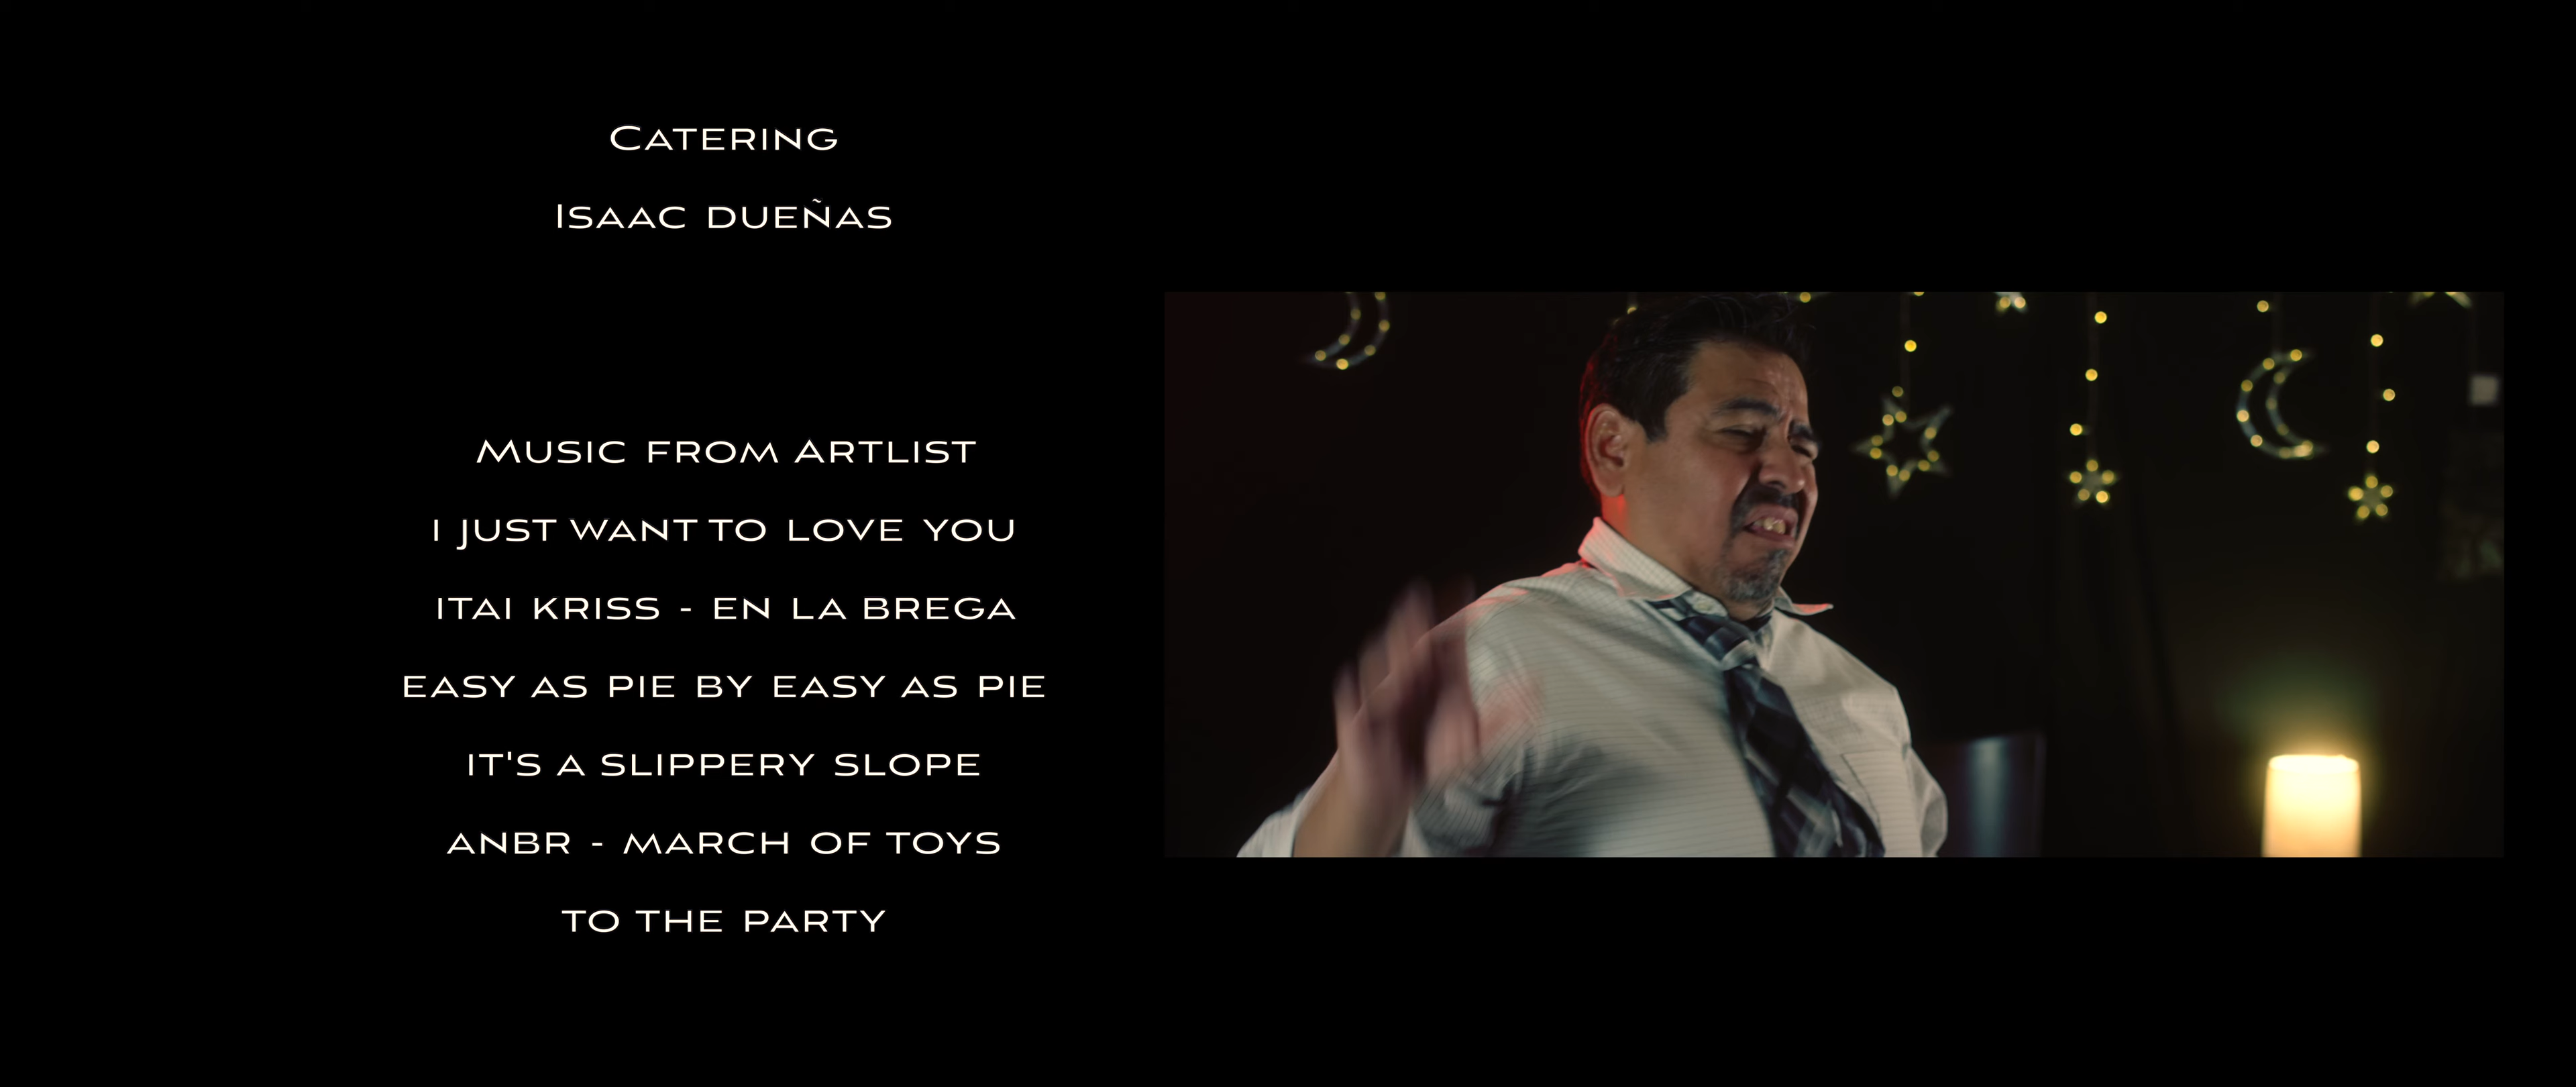 Catering
Isaac dueñas
Music from Artlist
I just want to love you
Itai Kriss - En la Brega
Easy as pie by easy as pie
It's a slippery slope
ANBR - March of toys
To the party